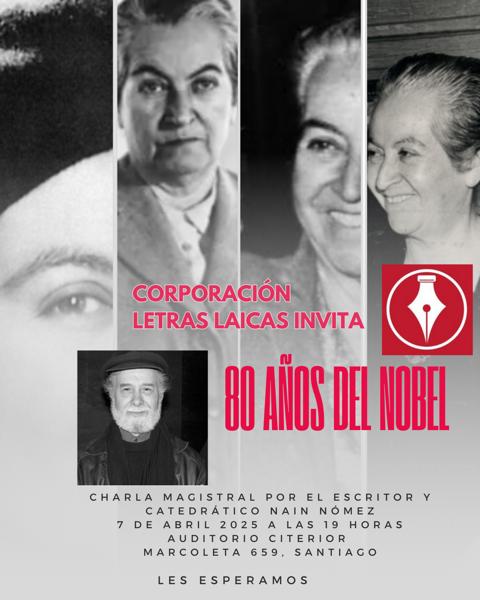 CORPORACIÓN
LETRAS LAICAS INVITA
80 AÑOS DEL NOBEL
CHARLA MAGISTRAL POR EL ESCRITOR Y
CATEDRÁTICO NAIN NÓMEZ
7 DE ABRIL 2025 A LAS 19 HORAS
AUDITORIO CITERIOR
MARCOLETA 659, SANTIAGO
LES ESPERAMOS